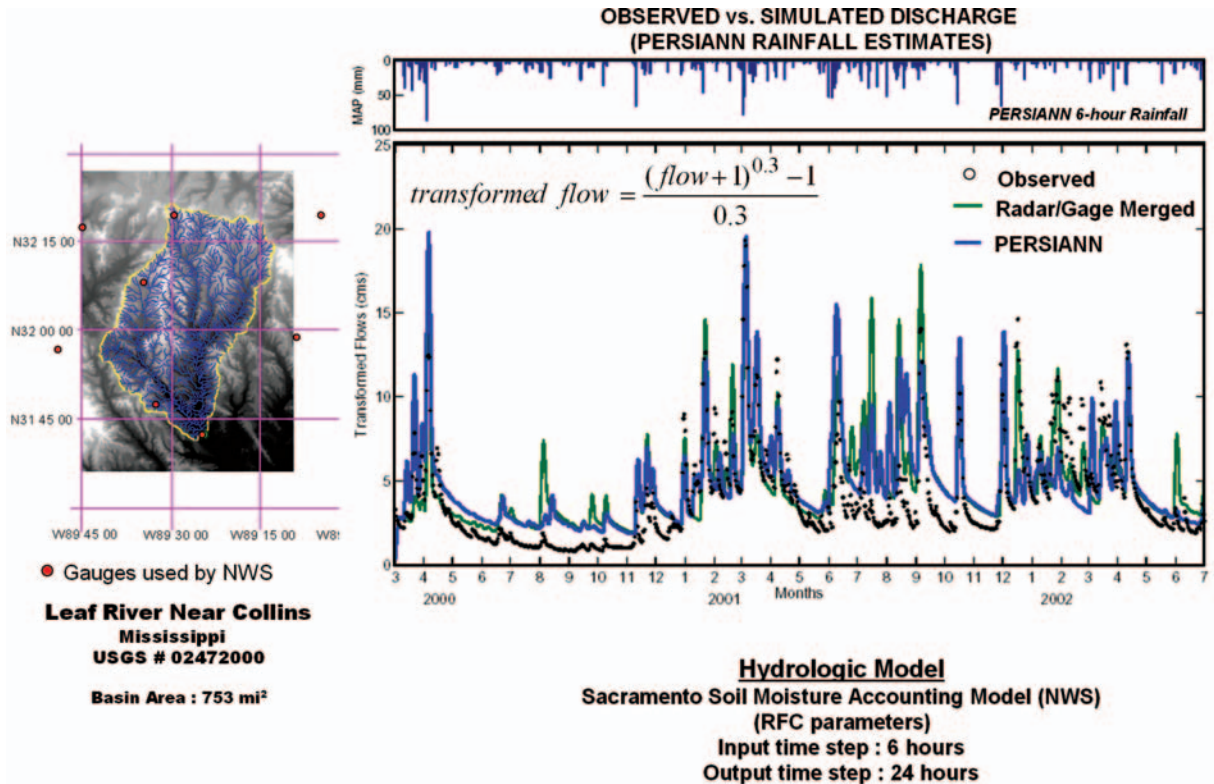 OBSERVED vs. SIMULATED DISCHARGE
(PERSIANN RAINFALL ESTIMATES)
0
50
100
MAP (mm)
PERSIANN 6-hour Rainfall
25
20
15
10
5
0
Transformed Flows (cms)
transformed flow = (flow+1)^0.3 −1 / 0.3
Observed
Radar/Gage Merged
PERSIANN
3 4 5 6 7 8 9 10 11 12 1 2 3 4 5 6 7 8 9 10 11 12 1 2 3 4 5 6 7
2000 2001 Months 2002
N32 15 00
N32 00 00
N31 45 00
W89 45 00 W89 30 00 W89 15 00
Gauges used by NWS
Leaf River Near Collins
Mississippi
USGS # 02472000
Basin Area : 753 mi²
Hydrologic Model
Sacramento Soil Moisture Accounting Model (NWS)
(RFC parameters)
Input time step : 6 hours
Output time step : 24 hours